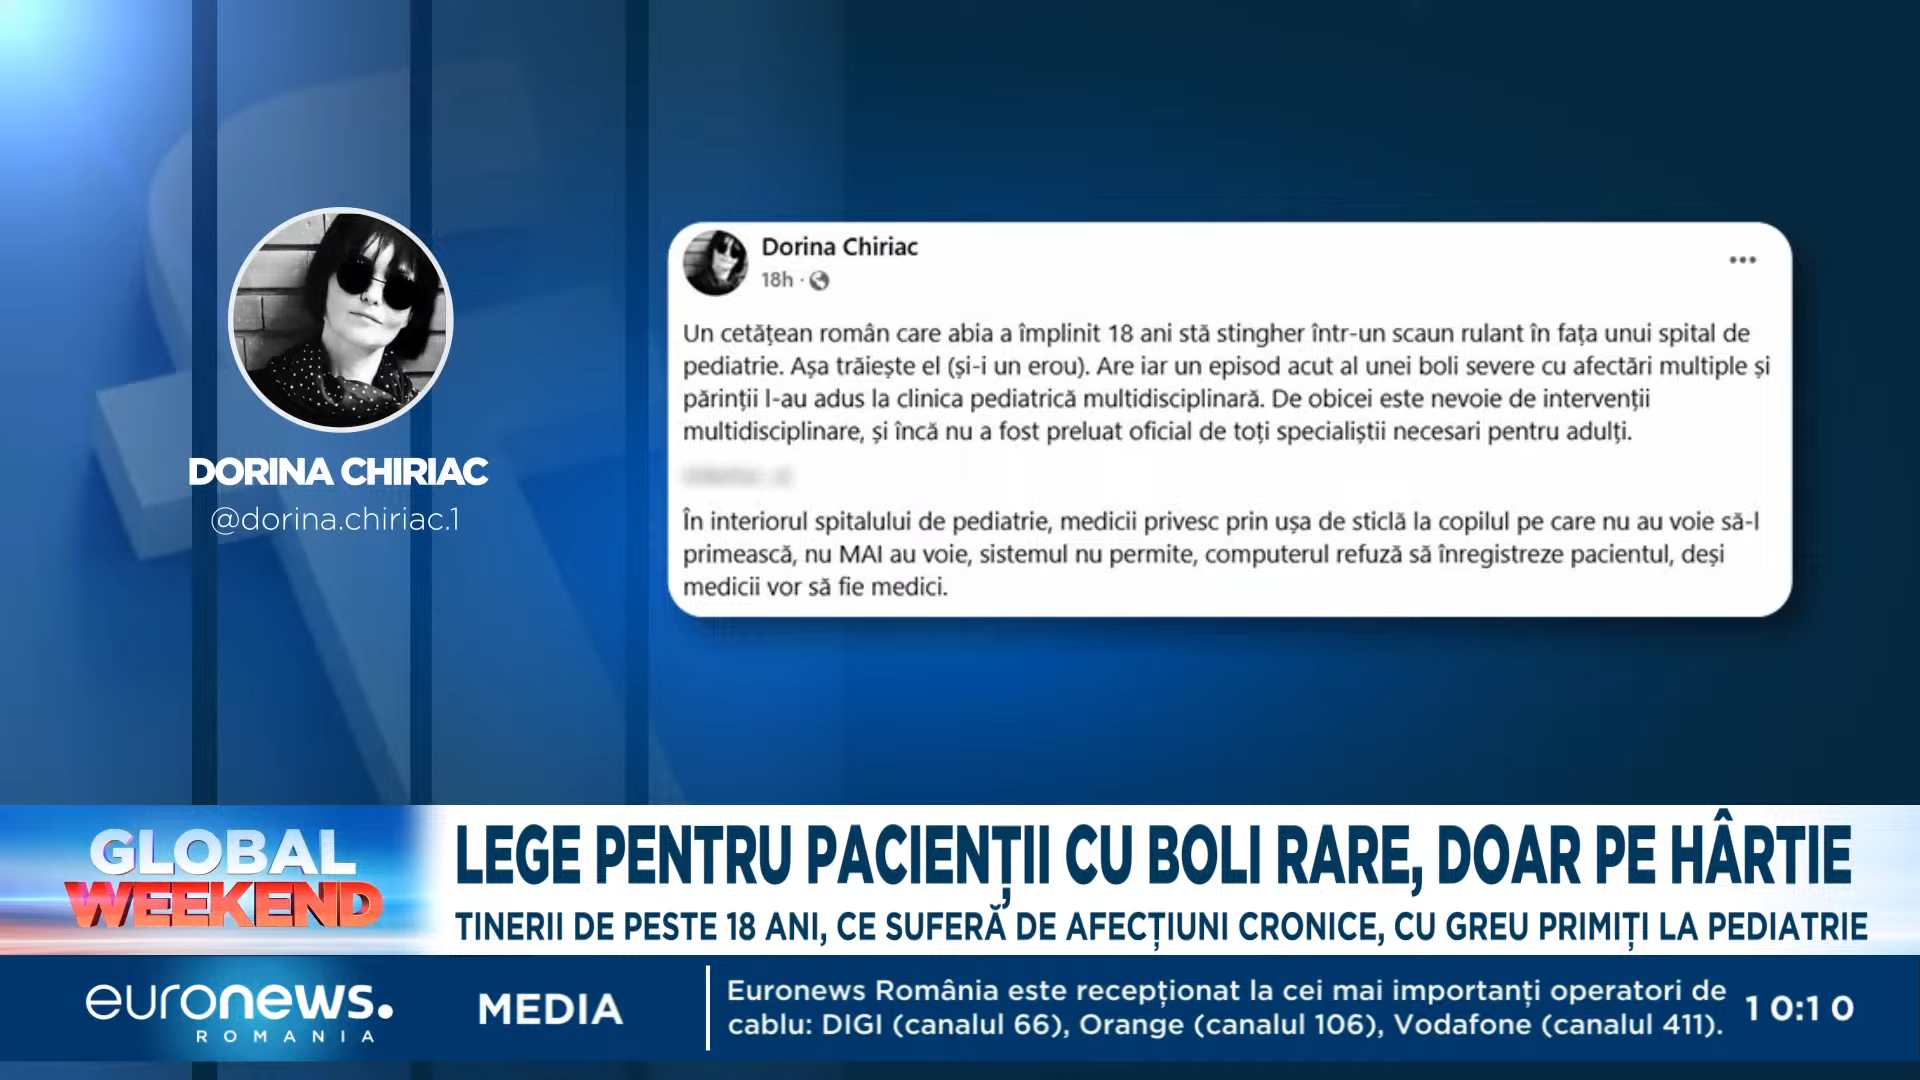 DORINA CHIRIAC
@dorina.chiriac.1
Dorina Chiriac
18h ·
Un cetățean român care abia a împlinit 18 ani stă stingher într-un scaun rulant în fața unui spital de
pediatrie. Așa trăiește el (și-i un erou). Are iar un episod acut al unei boli severe cu afectări multiple și
părinții l-au adus la clinica pediatrică multidisciplinară. De obicei este nevoie de intervenții
multidisciplinare, și încă nu a fost preluat oficial de toți specialiștii necesari pentru adulți.
În interiorul spitalului de pediatrie, medicii privesc prin ușa de sticlă la copilul pe care nu au voie să-l
primească, nu MAI au voie, sistemul nu permite, computerul refuză să înregistreze pacientul, deși
medicii vor să fie medici.
GLOBAL
WEEKEND
LEGE PENTRU PACIENȚII CU BOLI RARE, DOAR PE HÂRTIE
TINERII DE PESTE 18 ANI, CE SUFERĂ DE AFECȚIUNI CRONICE, CU GREU PRIMIȚI LA PEDIATRIE
euronews.
ROMANIA
MEDIA
Euronews România este recepționat la cei mai importanți operatori de
cablu: DIGI (canalul 66), Orange (canalul 106), Vodafone (canalul 411).
10:10